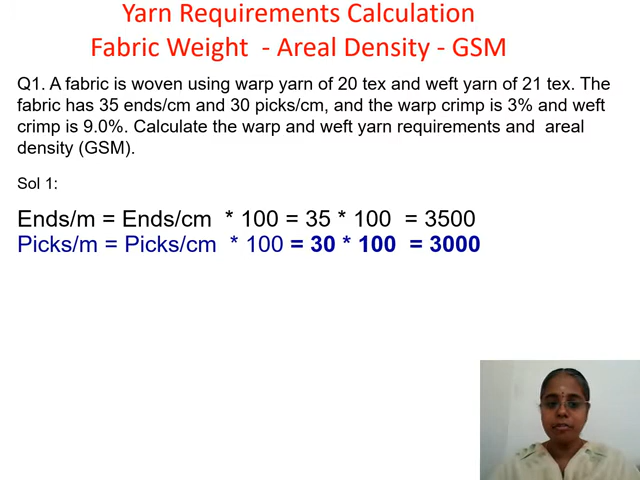 Yarn Requirements Calculation
Fabric Weight - Areal Density - GSM
Q1. A fabric is woven using warp yarn of 20 tex and weft yarn of 21 tex. The
fabric has 35 ends/cm and 30 picks/cm, and the warp crimp is 3% and weft
crimp is 9.0%. Calculate the warp and weft yarn requirements and areal
density (GSM).
Sol 1:
Ends/m = Ends/cm * 100 = 35 * 100 = 3500
Picks/m = Picks/cm * 100 = 30 * 100 = 3000